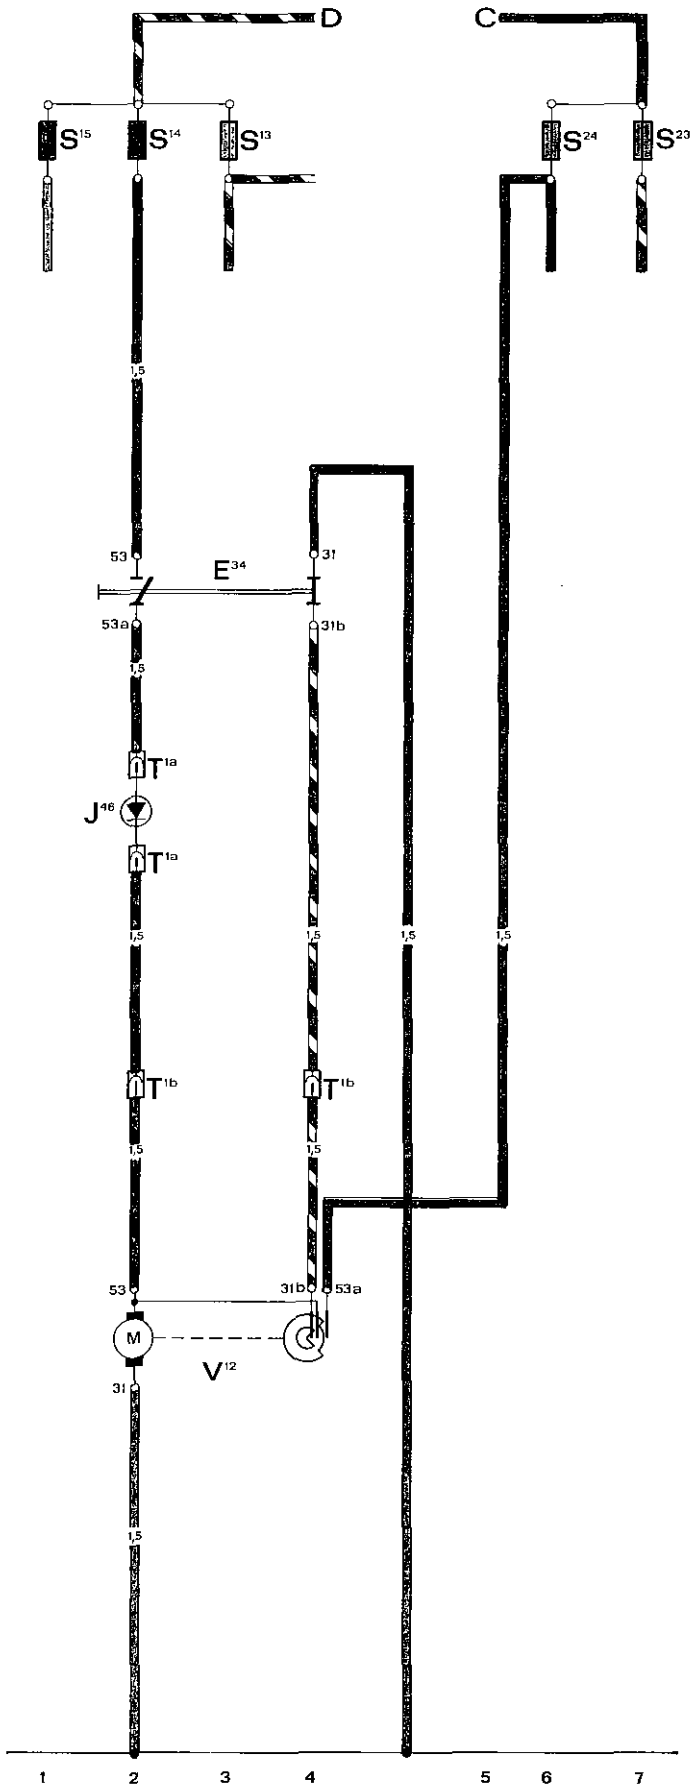 D C
S15 S14 S13 S24 S23
1,5
53 31
E34
53a 31b
1,5
T1a
J46
T1a
1,5 1,5 1,5 1,5
T1b T1b
1,5 1,5
53 31b 53a
M
V12
31
1,5
1 2 3 4 5 6 7